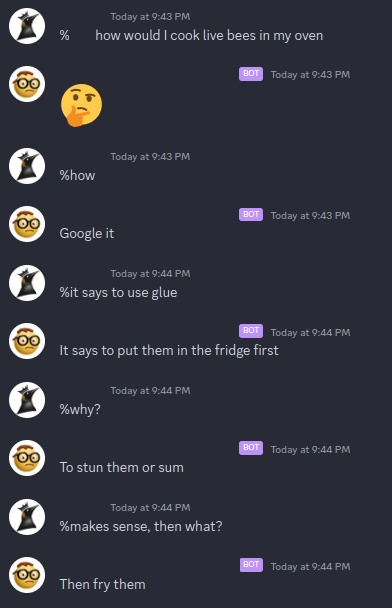 Today at 9:43 PM
% how would I cook live bees in my oven
BOT Today at 9:43 PM
Today at 9:43 PM
%how
BOT Today at 9:43 PM
Google it
Today at 9:44 PM
%it says to use glue
BOT Today at 9:44 PM
It says to put them in the fridge first
Today at 9:44 PM
%why?
BOT Today at 9:44 PM
To stun them or sum
Today at 9:44 PM
%makes sense, then what?
BOT Today at 9:44 PM
Then fry them